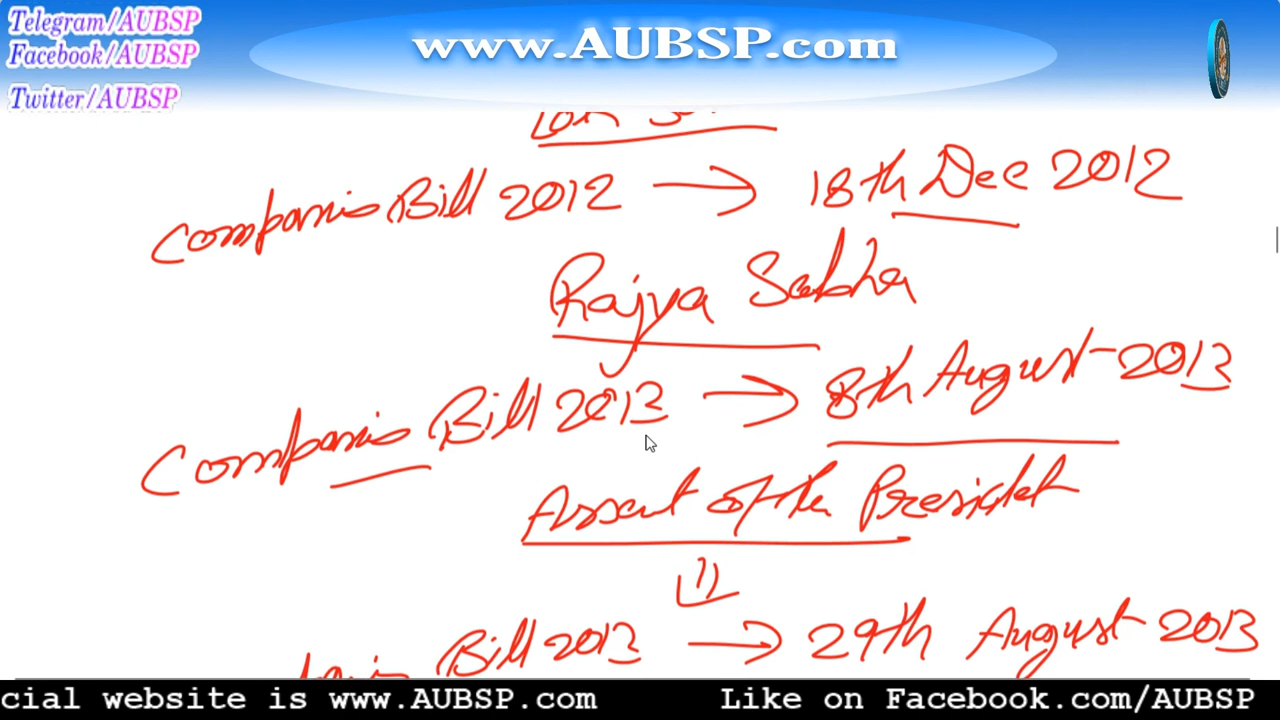 Telegram/AUBSP
Facebook/AUBSP
Twitter/AUBSP
www.AUBSP.com
Companies Bill 2012 → 18th Dec 2012
Rajya Sabha
Companies Bill 2013 → 8th August 2013
Assent of the President
Bill 2013 → 29th August 2013
cial website is www.AUBSP.com Like on Facebook.com/AUBSP